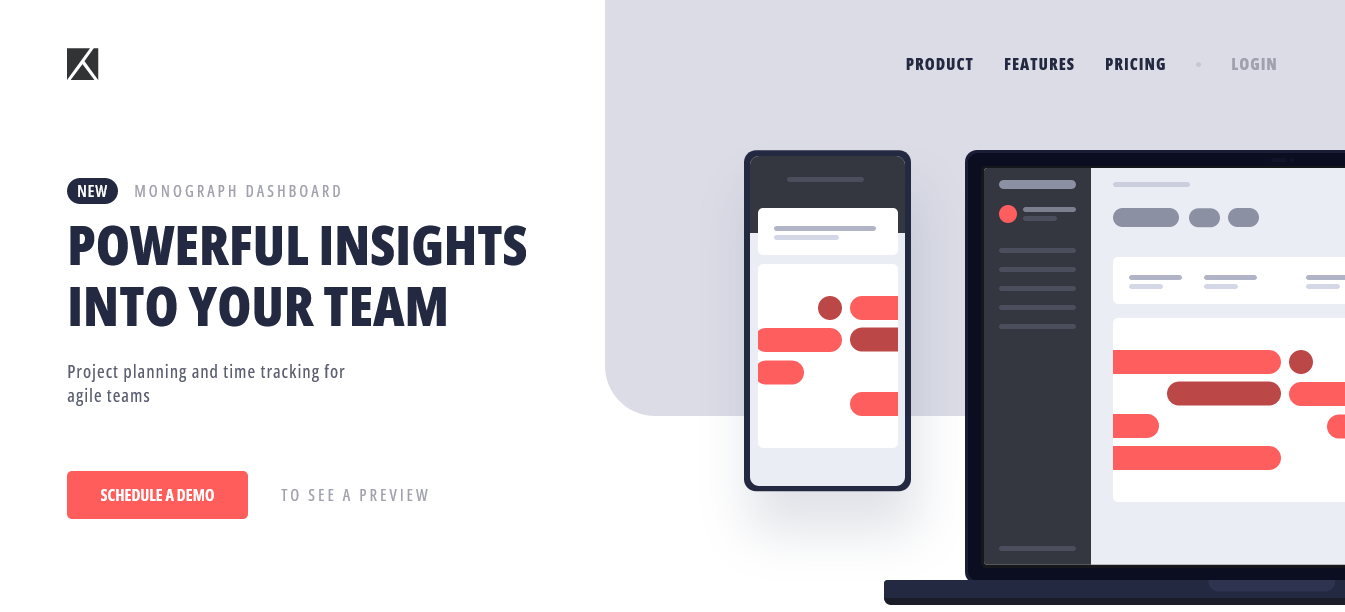 PRODUCT FEATURES PRICING • LOGIN
NEW MONOGRAPH DASHBOARD
POWERFUL INSIGHTS
INTO YOUR TEAM
Project planning and time tracking for
agile teams
SCHEDULE A DEMO TO SEE A PREVIEW